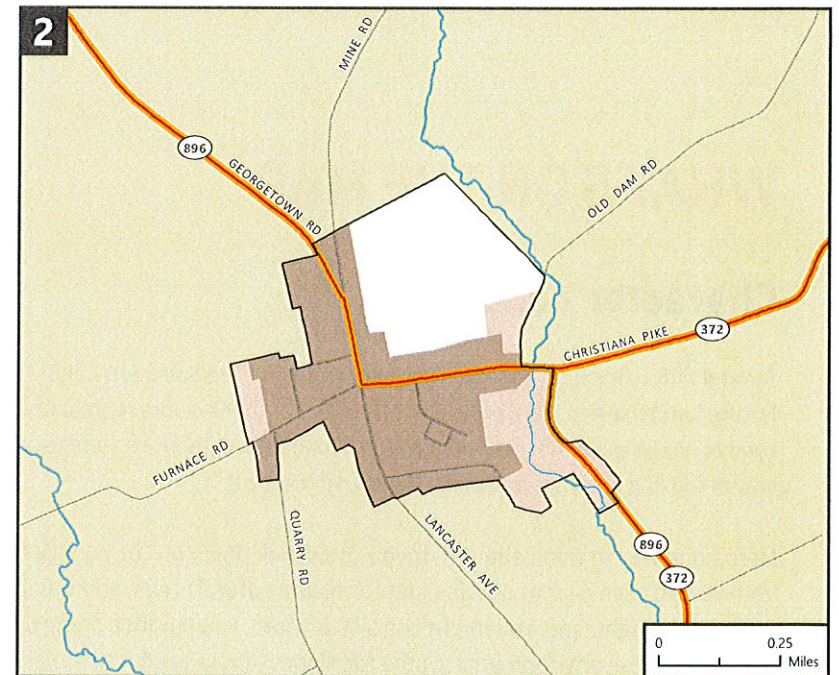 2
MINE RD
896
GEORGETOWN RD
OLD DAM RD
372
CHRISTIANA PIKE
FURNACE RD
QUARRY RD
LANCASTER AVE
896
372
0
0.25
Miles